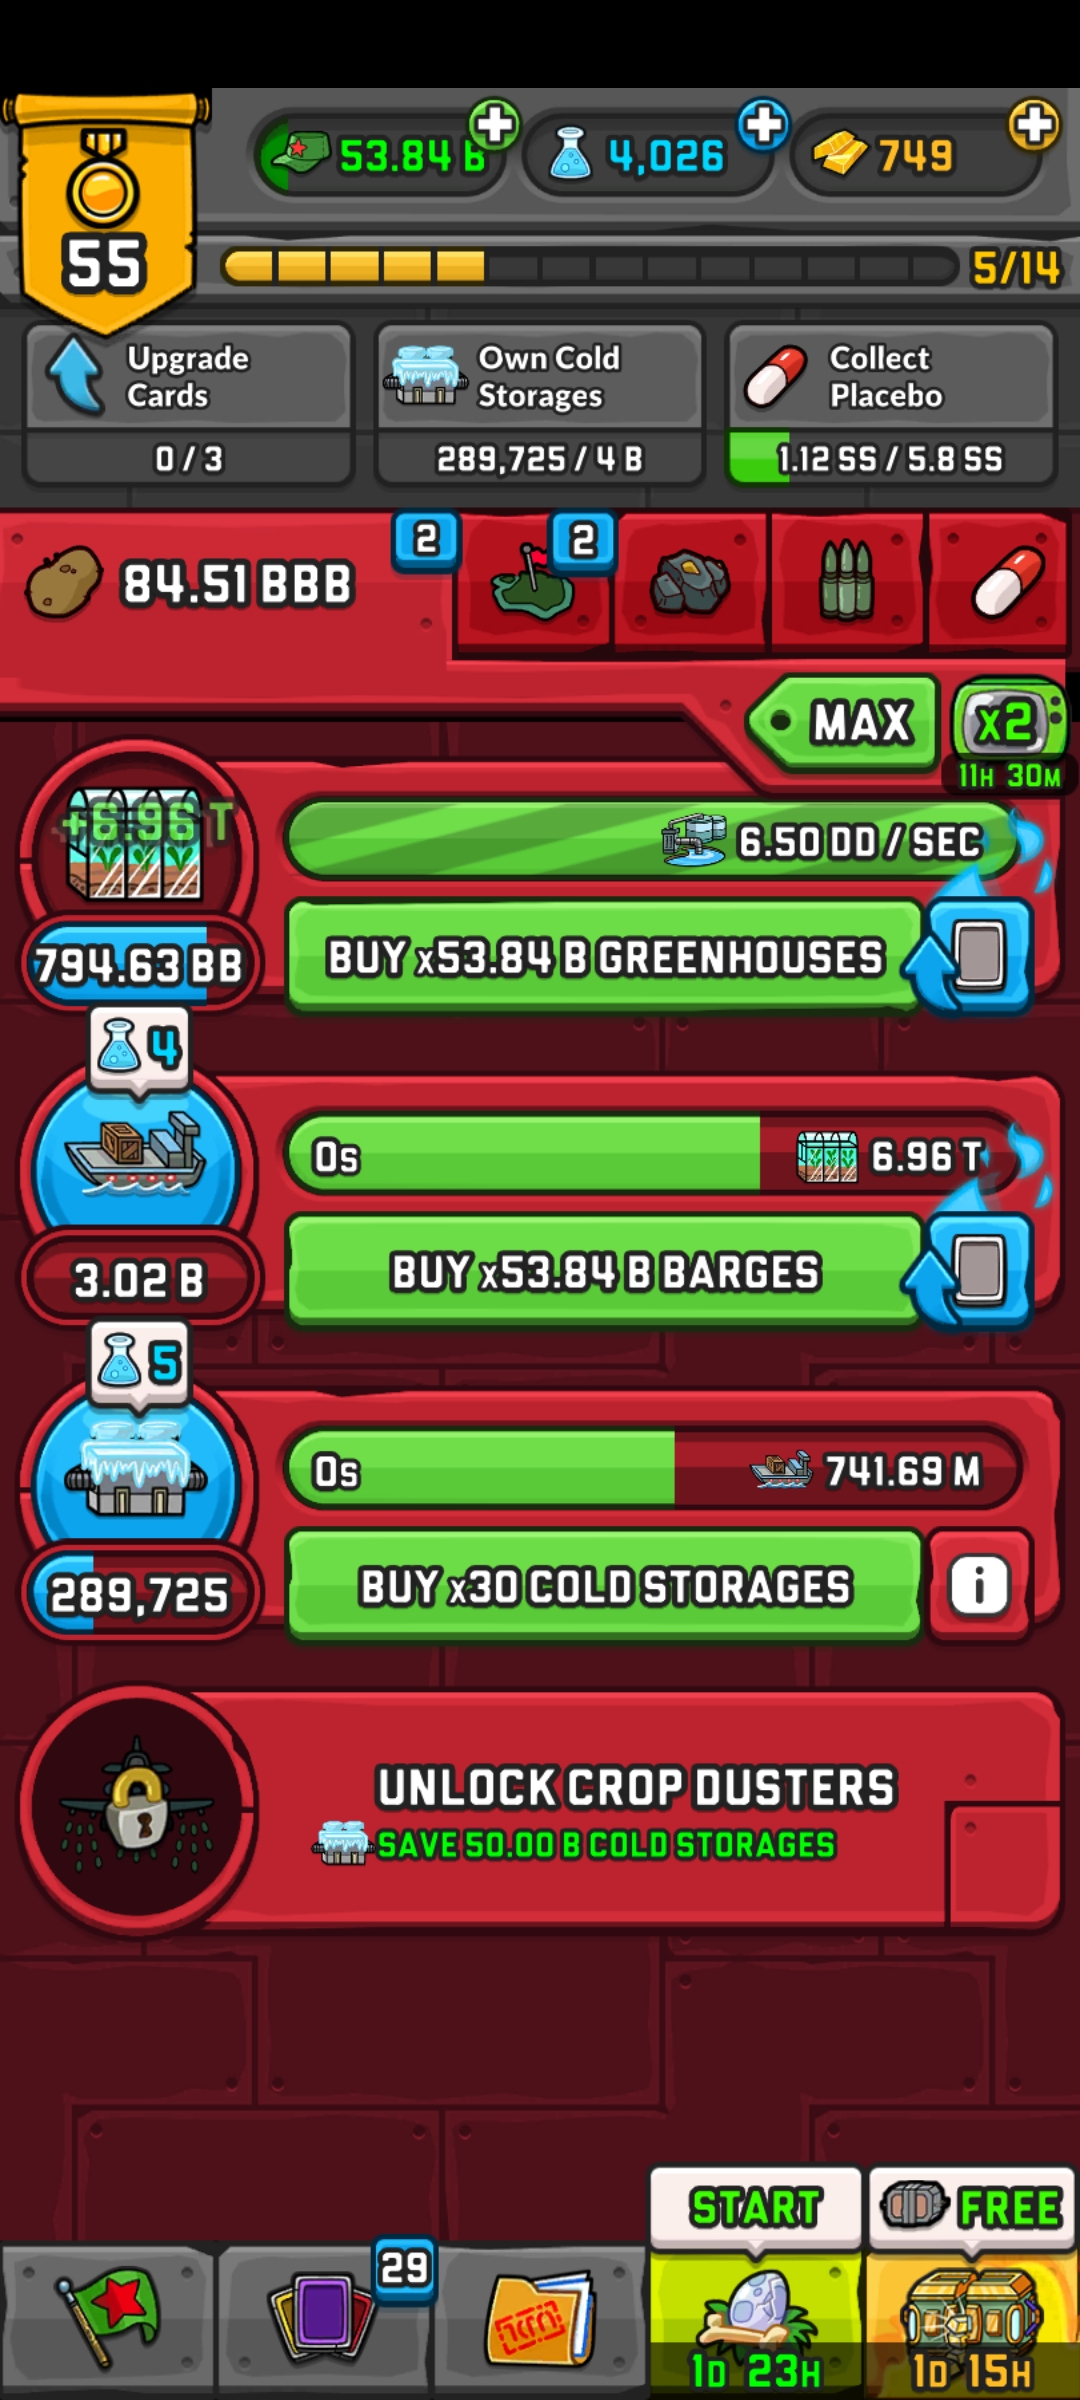 53.84 B
4,026
749
55
5/14
Upgrade
Cards
0 / 3
Own Cold
Storages
289,725 / 4 B
Collect
Placebo
1.12 SS / 5.8 SS
84.51 BBB
2
2
MAX
x2
11H 30M
+6.96 T
6.50 DD / SEC
794.63 BB
BUY x53.84 B GREENHOUSES
4
0s
6.96 T
3.02 B
BUY x53.84 B BARGES
5
0s
741.69 M
289,725
BUY x30 COLD STORAGES
i
UNLOCK CROP DUSTERS
SAVE 50.00 B COLD STORAGES
START
FREE
29
1D 23H
1D 15H